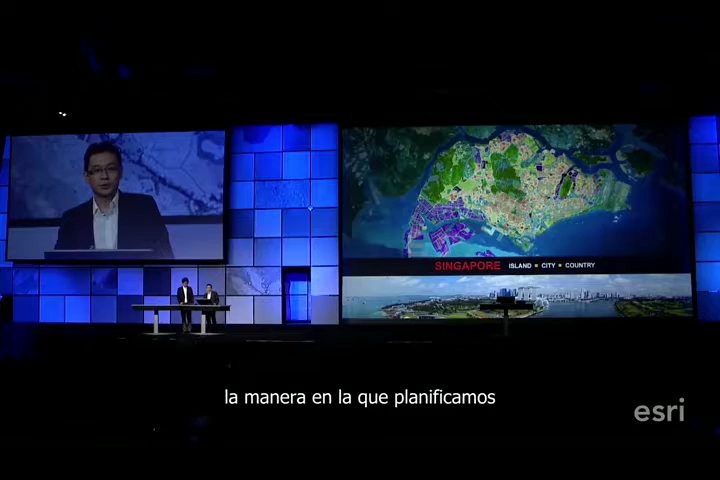 SINGAPORE ISLAND CITY COUNTRY
la manera en la que planificamos
esri